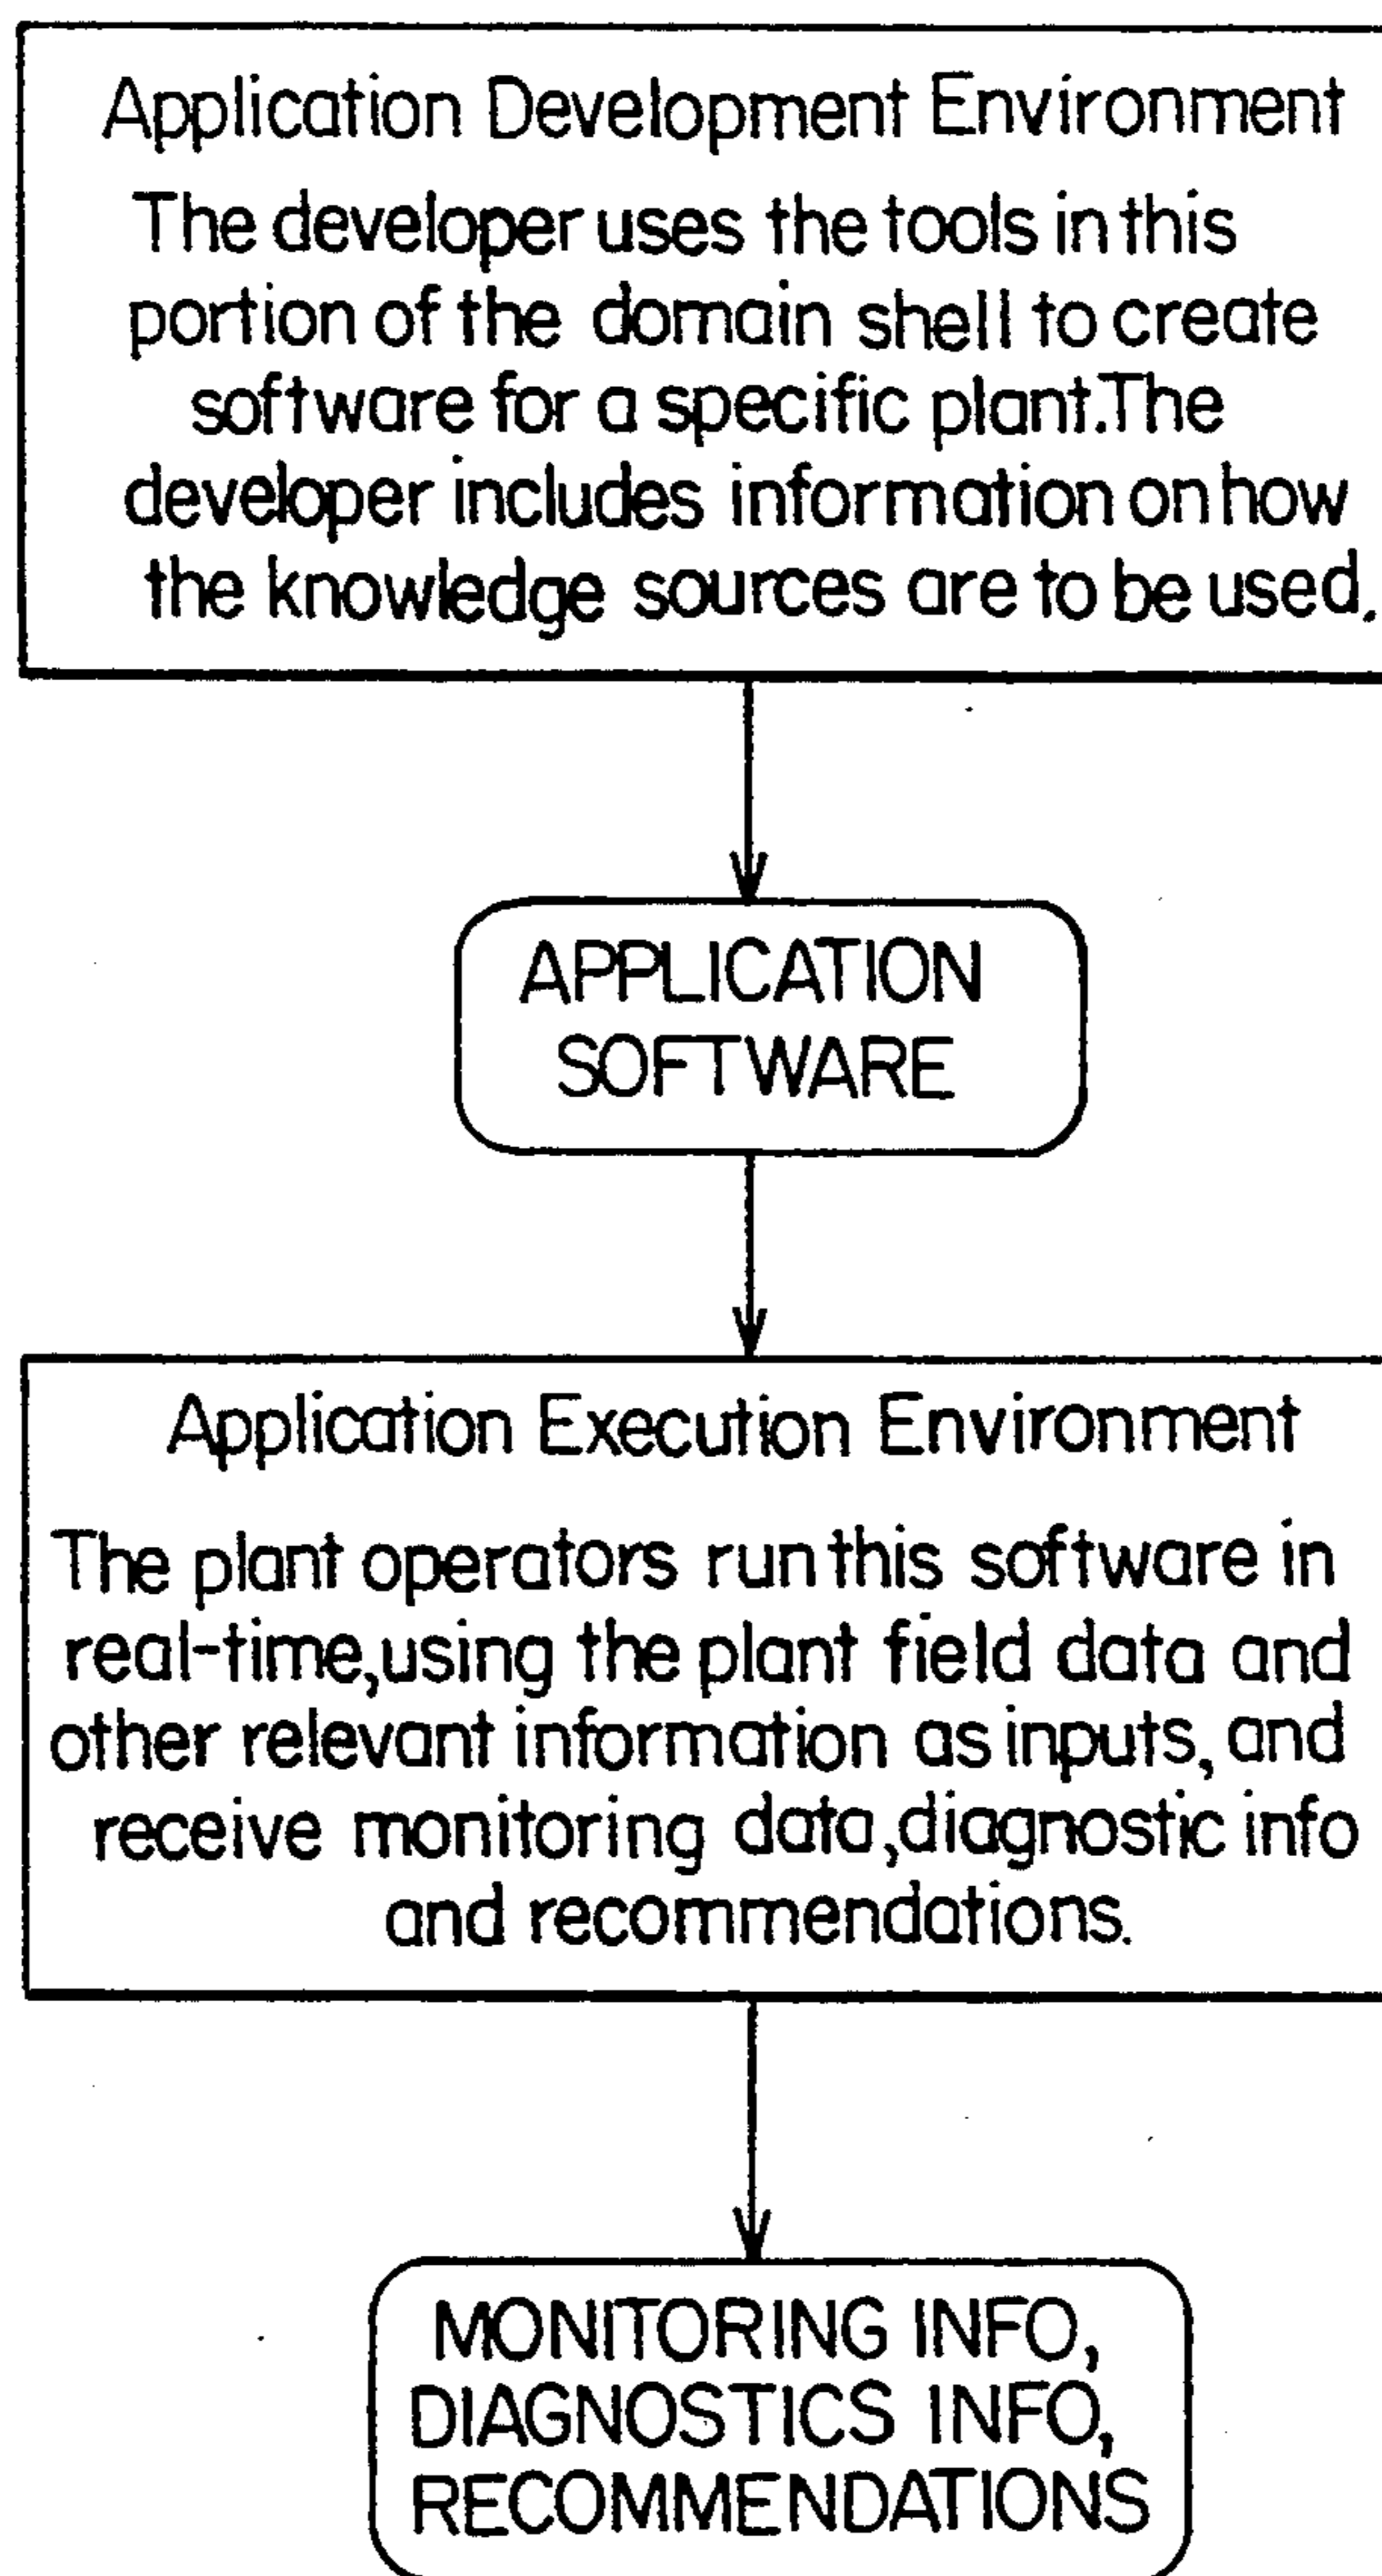 Application Development Environment
The developer uses the tools in this
portion of the domain shell to create
software for a specific plant. The
developer includes information on how
the knowledge sources are to be used.
APPLICATION
SOFTWARE
Application Execution Environment
The plant operators run this software in
real-time, using the plant field data and
other relevant information as inputs, and
receive monitoring data, diagnostic info
and recommendations.
MONITORING INFO,
DIAGNOSTICS INFO,
RECOMMENDATIONS